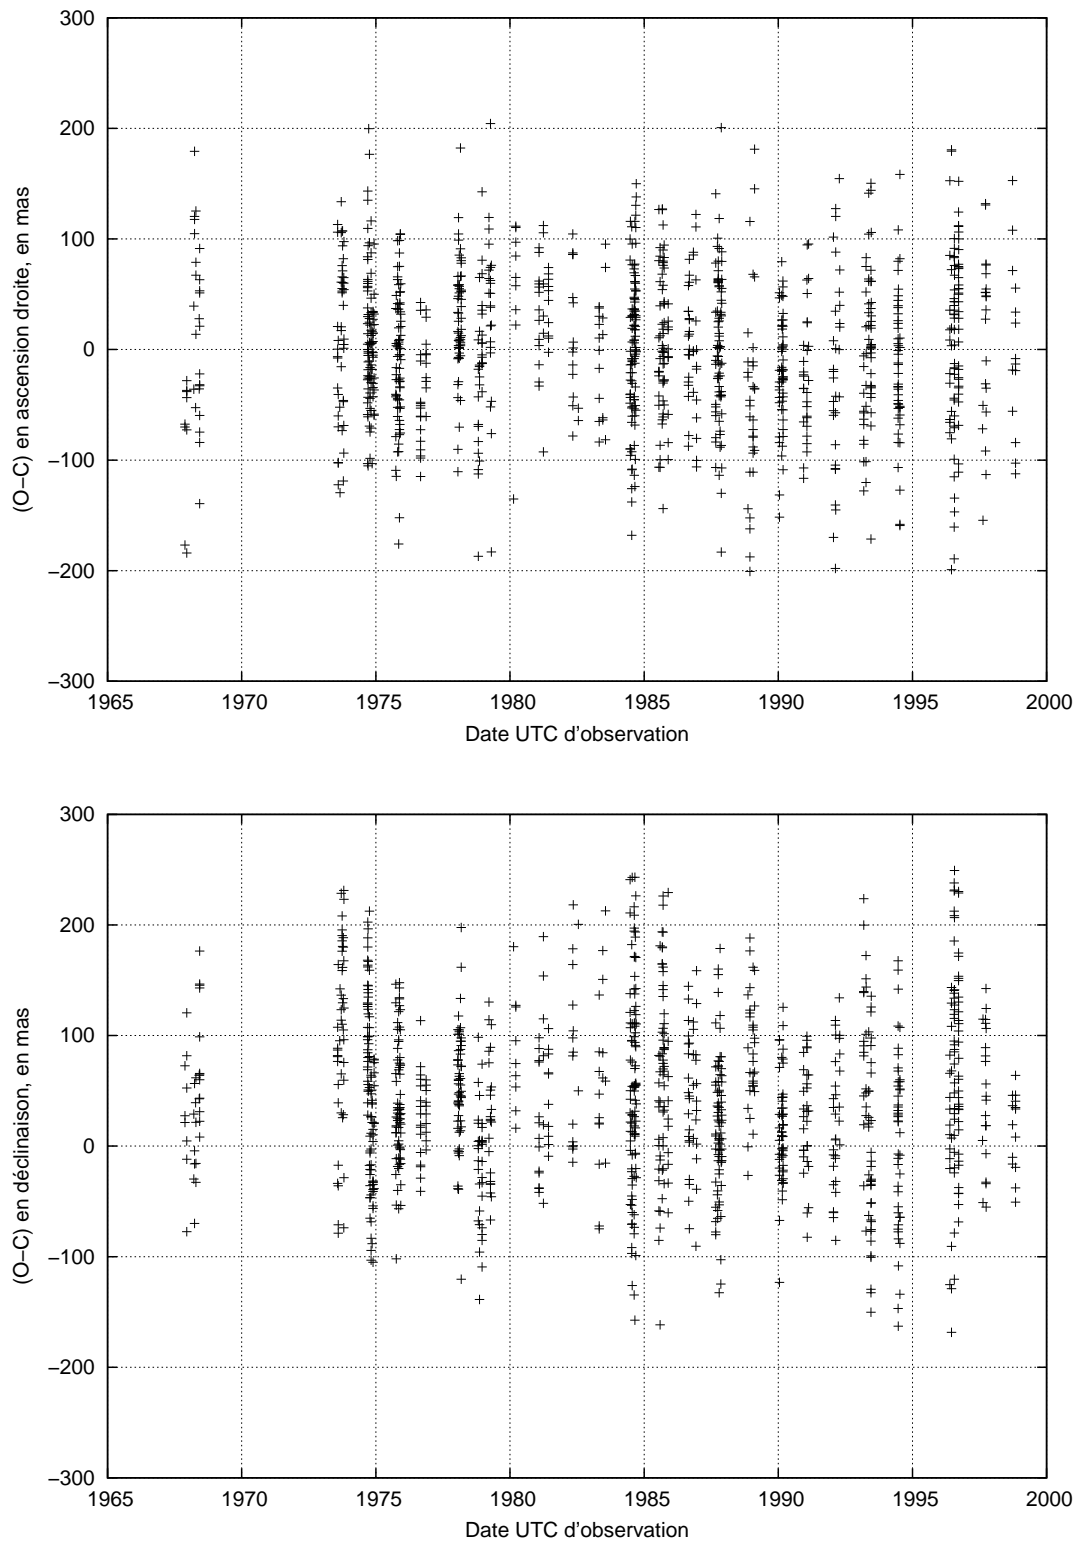 300
200
100
0
−100
−200
−300
(O−C) en ascension droite, en mas
1965 1970 1975 1980 1985 1990 1995 2000
Date UTC d'observation
300
200
100
0
−100
−200
−300
(O−C) en déclinaison, en mas
1965 1970 1975 1980 1985 1990 1995 2000
Date UTC d'observation